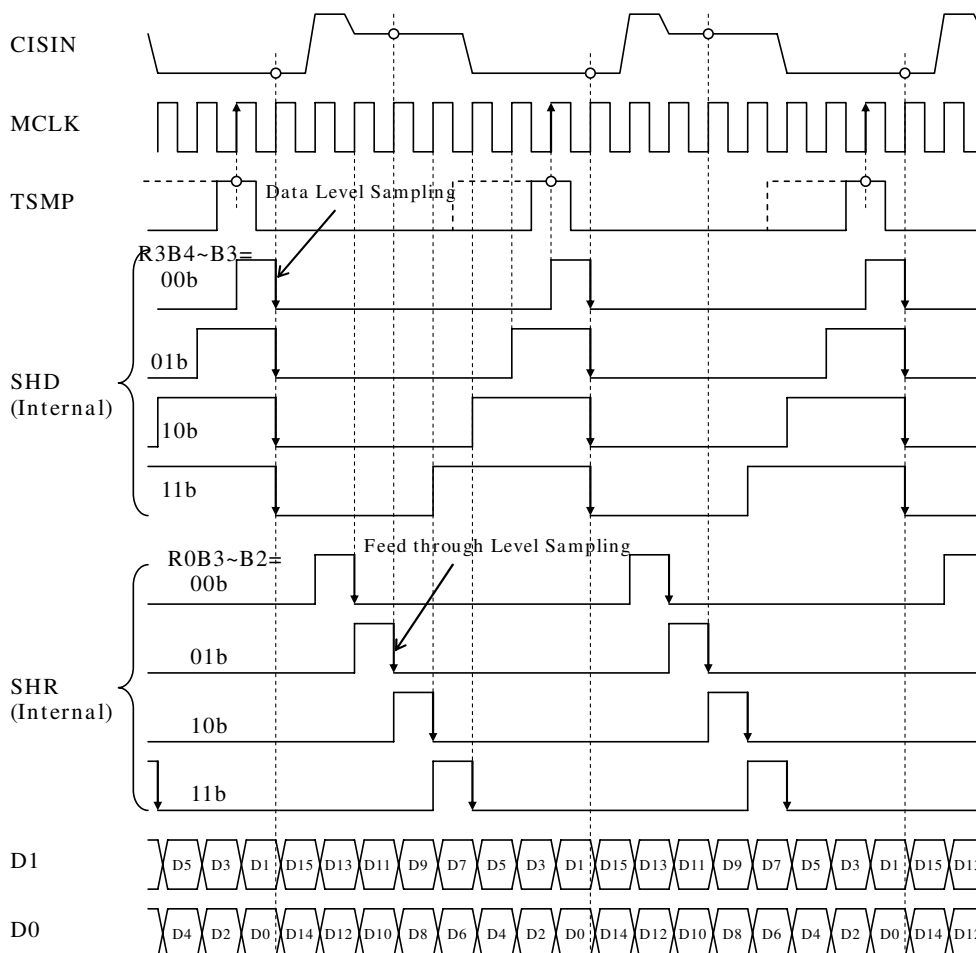 CISIN
MCLK
TSMP
Data Level Sampling
R3B4~B3=
00b
01b
SHD
(Internal)
10b
11b
Feed through Level Sampling
R0B3~B2=
00b
01b
SHR
(Internal)
10b
11b
D1 D5 D3 D1 D15 D13 D11 D9 D7 D5 D3 D1 D15 D13 D11 D9 D7 D5 D3 D1 D15
D0 D4 D2 D0 D14 D12 D10 D8 D6 D4 D2 D0 D14 D12 D10 D8 D6 D4 D2 D0 D14